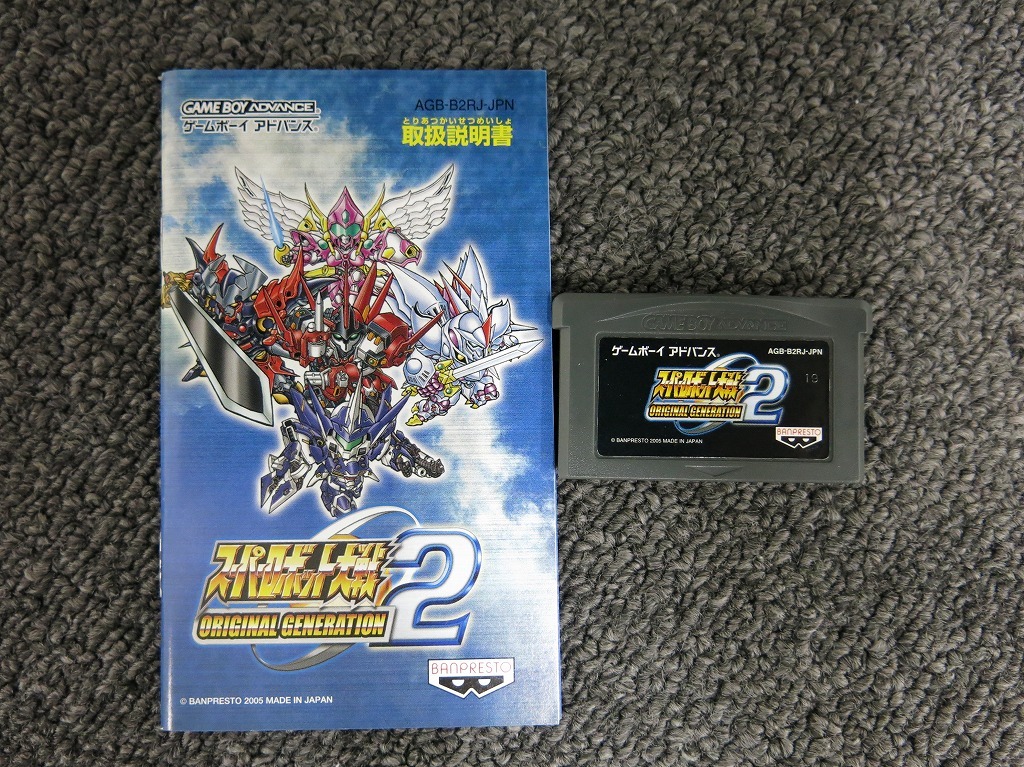 GAME BOY ADVANCE
ゲームボーイ アドバンス®
AGB-B2RJ-JPN
とりあつかいせつめいしょ
取扱説明書
スーパーロボット大戦
ORIGINAL GENERATION 2
BANPRESTO
© BANPRESTO 2005 MADE IN JAPAN
GAME BOY ADVANCE
ゲームボーイ アドバンス®
AGB-B2RJ-JPN
18
スーパーロボット大戦
ORIGINAL GENERATION 2
BANPRESTO
© BANPRESTO 2005 MADE IN JAPAN